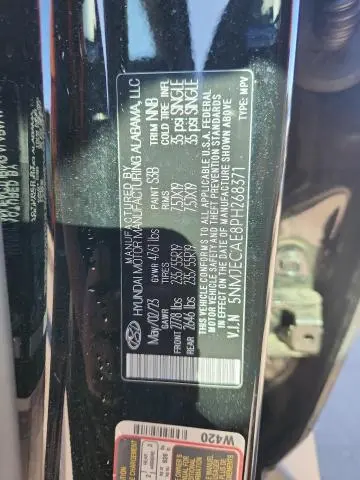 MANUFACTURED BY
HYUNDAI MOTOR MANUFACTURING ALABAMA, LLC
May/02/23 GVWR 4761 lbs PAINT S3B TRIM NNB
GAWR TIRES RIMS COLD TIRE INFL
FRONT 2778 lbs 235/55R19 7.5JX19 35 psi SINGLE
REAR 2646 lbs 235/55R19 7.5JX19 35 psi SINGLE
THIS VEHICLE CONFORMS TO ALL APPLICABLE U.S.A. FEDERAL
MOTOR VEHICLE SAFETY AND THEFT PREVENTION STANDARDS
IN EFFECT ON THE DATE OF MANUFACTURE SHOWN ABOVE
V.I.N 5NMJECAE8PH268371 TYPE: MPV
W420